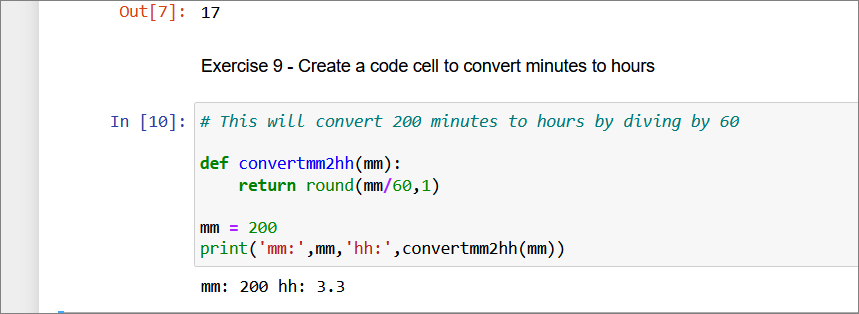 Out[7]: 17
Exercise 9 - Create a code cell to convert minutes to hours
In [10]: # This will convert 200 minutes to hours by diving by 60
def convertmm2hh(mm):
    return round(mm/60,1)
mm = 200
print('mm:',mm,'hh:',convertmm2hh(mm))
mm: 200 hh: 3.3